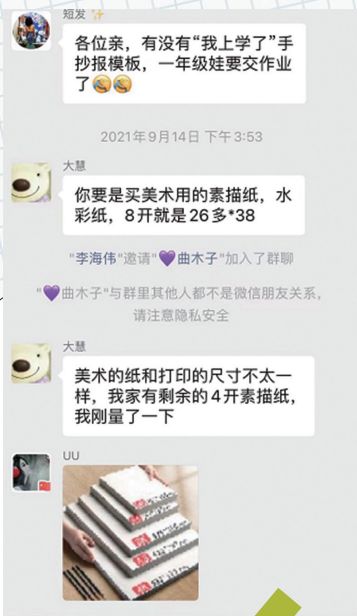 短发✨
各位亲，有没有“我上学了”手
抄报模板，一年级娃要交作业
了🤣🤣
2021年9月14日 下午3:53
大慧
你要是买美术用的素描纸，水
彩纸，8开就是26多*38
"李海伟"邀请"💜曲木子"加入了群聊
"💜曲木子"与群里其他人都不是微信朋友关系，
请注意隐私安全
大慧
美术的纸和打印的尺寸不太一
样，我家有剩余的4开素描纸，
我刚量了一下
UU